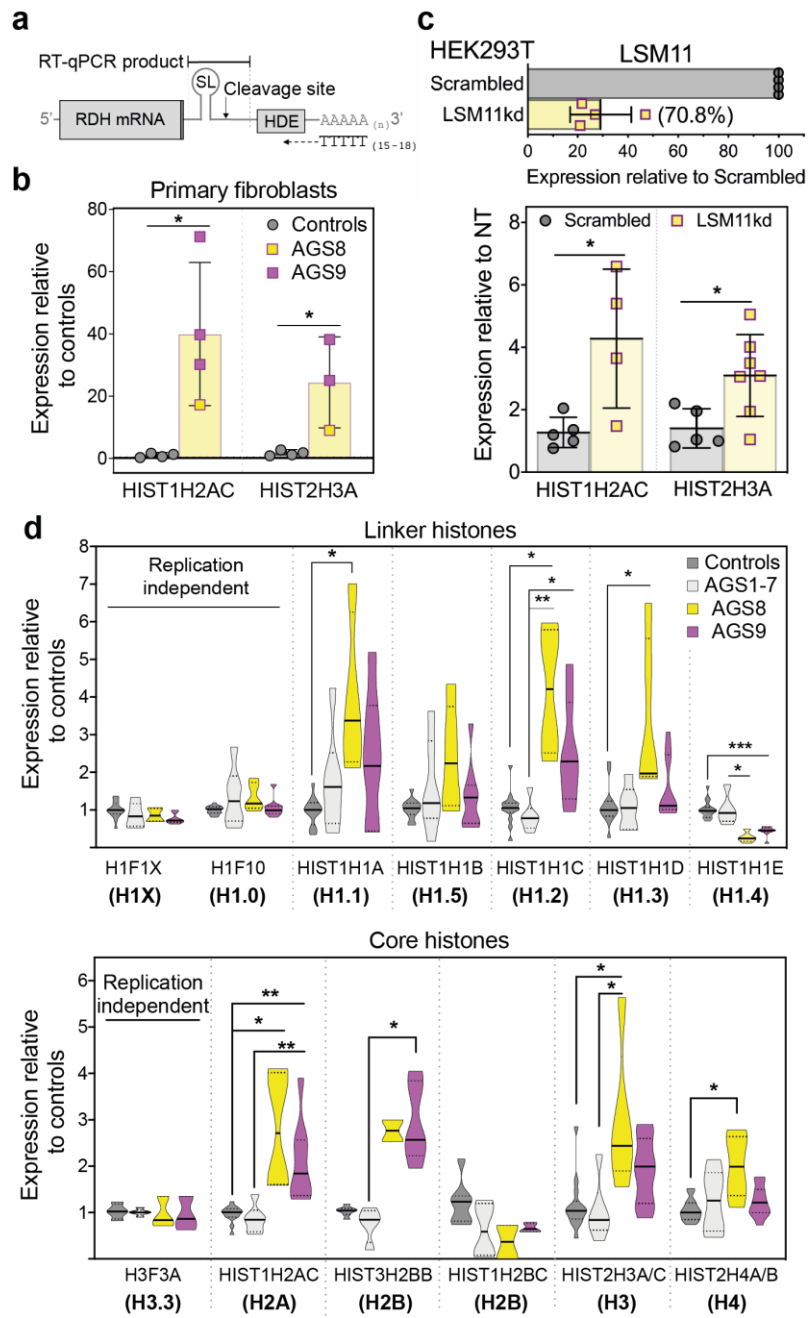 a
RT-qPCR product
SL
Cleavage site
5'
RDH mRNA
HDE
AAAAA (n) 3'
TTTTT (15-18)
b
Primary fibroblasts
Expression relative to controls
80
60
40
20
0
*
*
Controls
AGS8
AGS9
HIST1H2AC
HIST2H3A
c
HEK293T
LSM11
Scrambled
LSM11kd
(70.8%)
0 20 40 60 80 100
Expression relative to Scrambled
Expression relative to NT
8
6
4
2
0
Scrambled
LSM11kd
*
*
HIST1H2AC
HIST2H3A
d
Linker histones
Expression relative
to controls
8
7
6
5
4
3
2
1
Replication
independent
*
*
**
*
*
***
*
Controls
AGS1-7
AGS8
AGS9
H1F1X H1F10 HIST1H1A HIST1H1B HIST1H1C HIST1H1D HIST1H1E
(H1X) (H1.0) (H1.1) (H1.5) (H1.2) (H1.3) (H1.4)
Core histones
Expression relative
to controls
6
5
4
3
2
1
Replication
independent
**
*
**
*
*
*
*
H3F3A HIST1H2AC HIST3H2BB HIST1H2BC HIST2H3A/C HIST2H4A/B
(H3.3) (H2A) (H2B) (H2B) (H3) (H4)